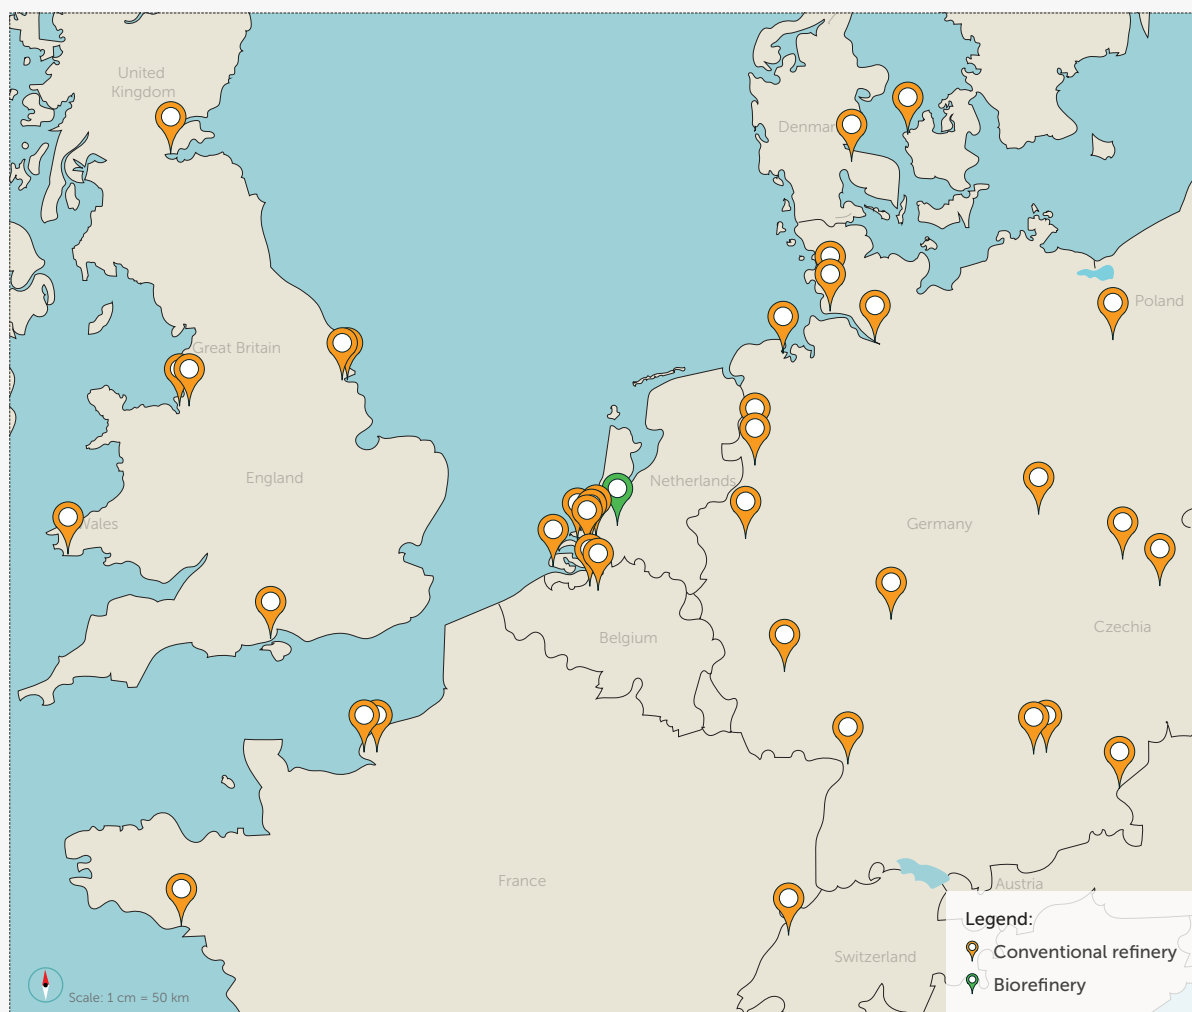 United
Kingdom
Denmar
Poland
Great Britain
England
Netherlands
Wales
Germany
Belgium
Czechia
France
Austria
Switzerland
Legend:
Conventional refinery
Biorefinery
Scale: 1 cm = 50 km